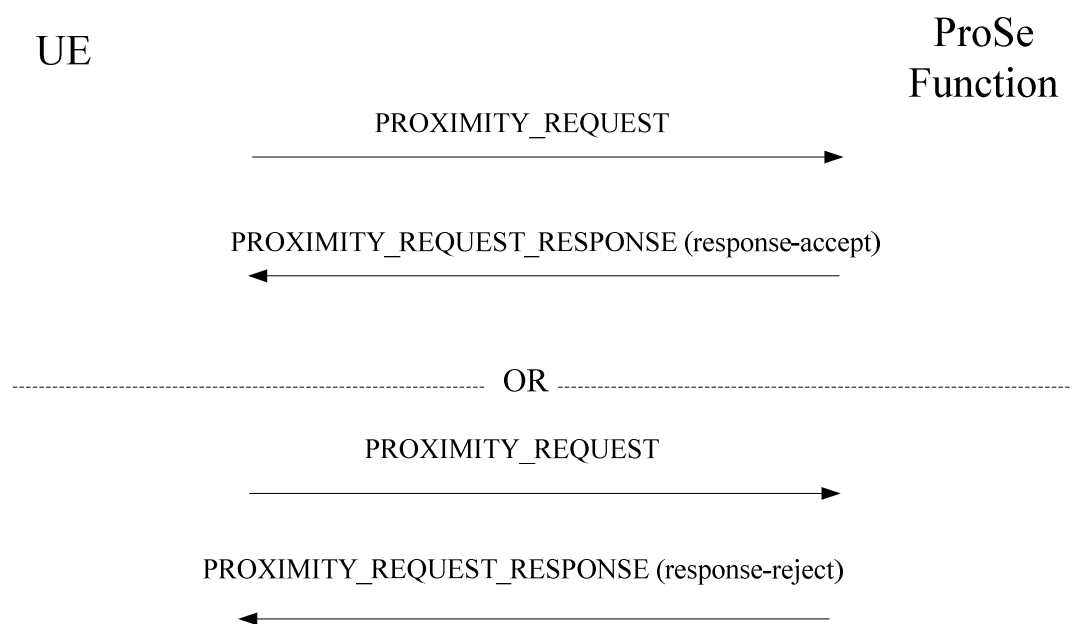 UE
ProSe
Function
PROXIMITY_REQUEST
PROXIMITY_REQUEST_RESPONSE (response-accept)
OR
PROXIMITY_REQUEST
PROXIMITY_REQUEST_RESPONSE (response-reject)